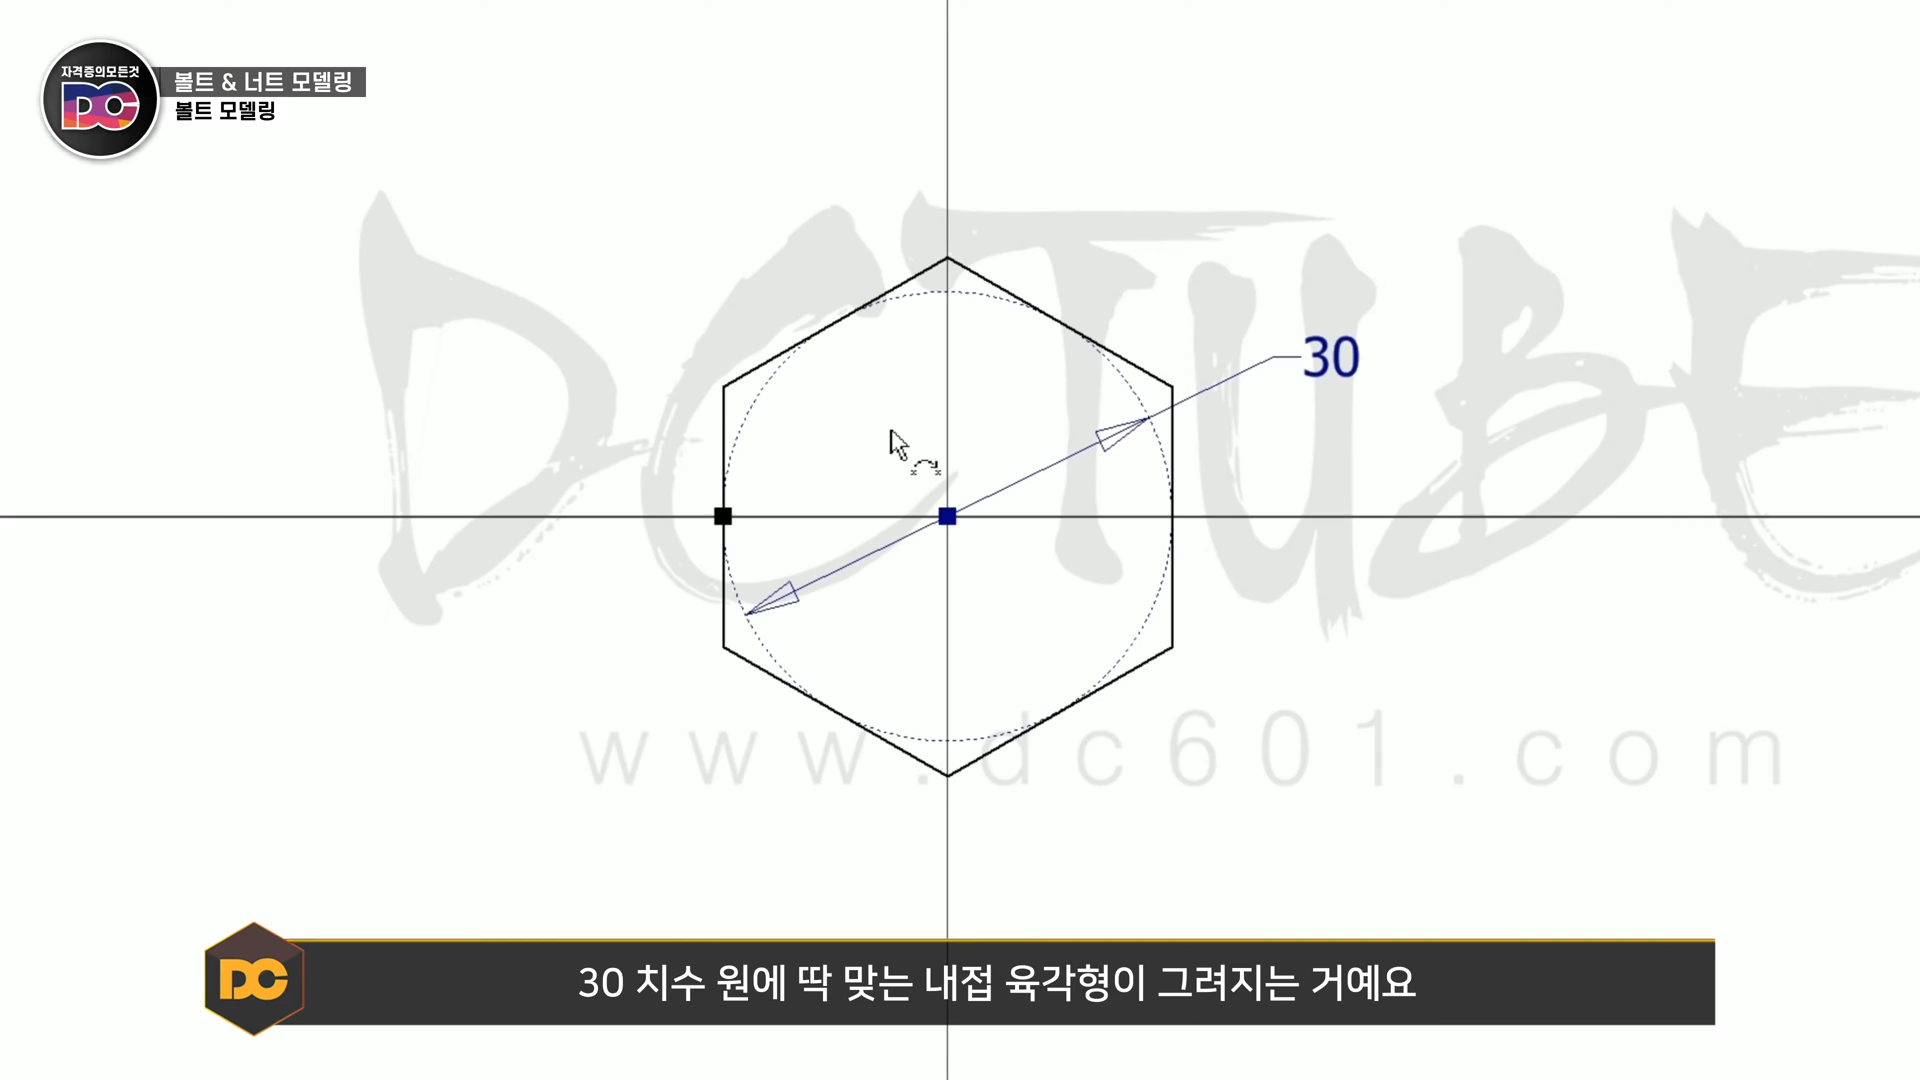 자격증의모든것
DC
볼트 & 너트 모델링
볼트 모델링
DCTUBE
30
www.dc601.com
DC
30 치수 원에 딱 맞는 내접 육각형이 그려지는 거예요